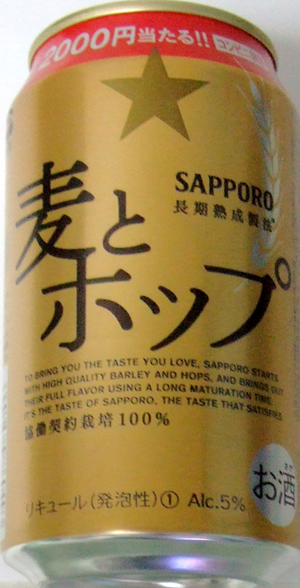 2000円当たる!!
SAPPORO
長期熟成製法
麦と
ホップ
TO BRING YOU THE TASTE YOU LOVE, SAPPORO STARTS
WITH HIGH QUALITY BARLEY AND HOPS, AND BRINGS OUT
THEIR FULL FLAVOR USING A LONG MATURATION TIME.
IT'S THE TASTE OF SAPPORO, THE TASTE THAT SATISFIES.
協働契約栽培100%
お酒
リキュール(発泡性)① Alc.5%